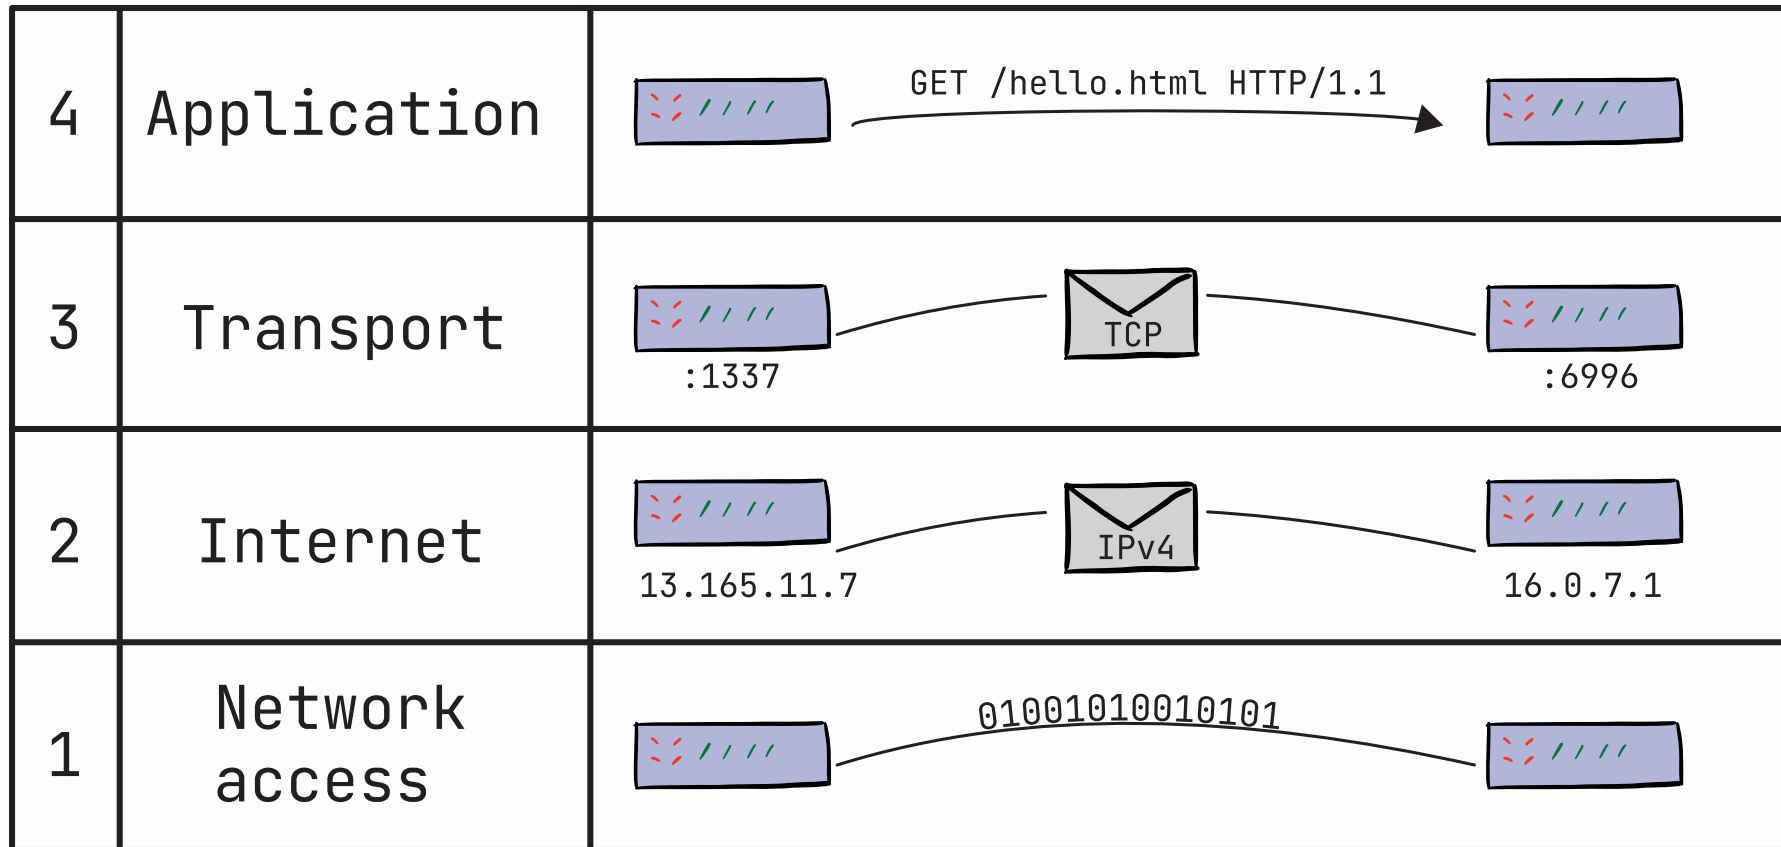 4
Application
GET /hello.html HTTP/1.1
3
Transport
TCP
:1337
:6996
2
Internet
IPv4
13.165.11.7
16.0.7.1
1
Network
access
01001010010101